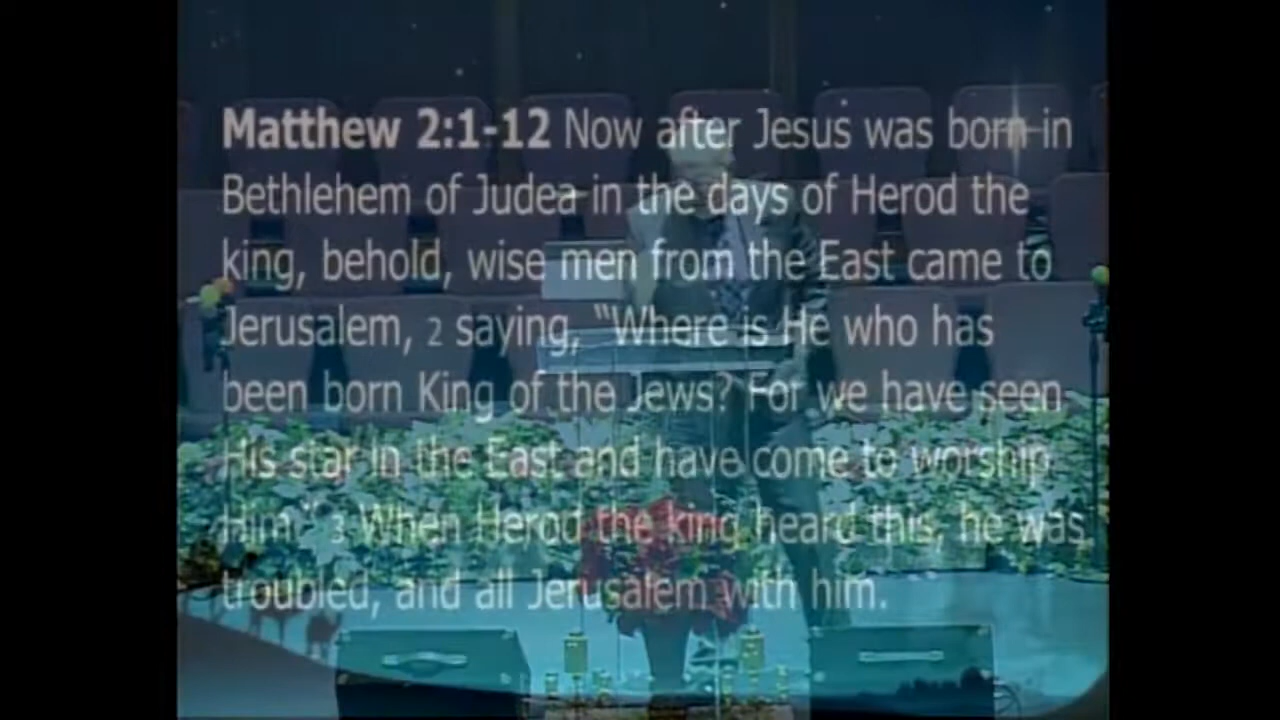 Matthew 2:1-12 Now after Jesus was born in
Bethlehem of Judea in the days of Herod the
king, behold, wise men from the East came to
Jerusalem, 2 saying, "Where is He who has
been born King of the Jews? For we have seen
His star in the East and have come to worship
Him." 3 When Herod the king heard this, he was
troubled, and all Jerusalem with him.